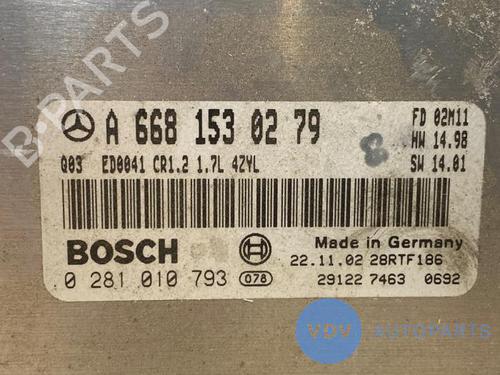 B-PARTS
A 668 153 02 79
FD 02M11
HW 14.98
8
Q03 ED0041 CR1.2 1.7L 4ZYL
SW 14.01
BOSCH
Made in Germany
22.11.02 28RTF186
0 281 010 793 078
29122 7463 0692
VDV AUTOPARTS